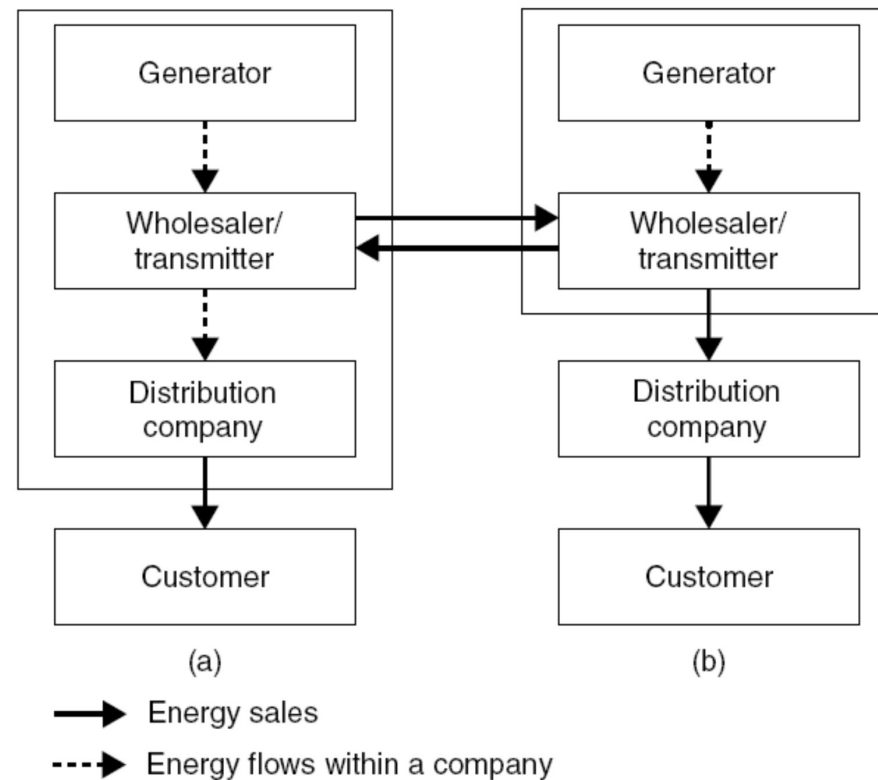 Generator
Wholesaler/
transmitter
Distribution
company
Customer
(a)
Generator
Wholesaler/
transmitter
Distribution
company
Customer
(b)
Energy sales
Energy flows within a company